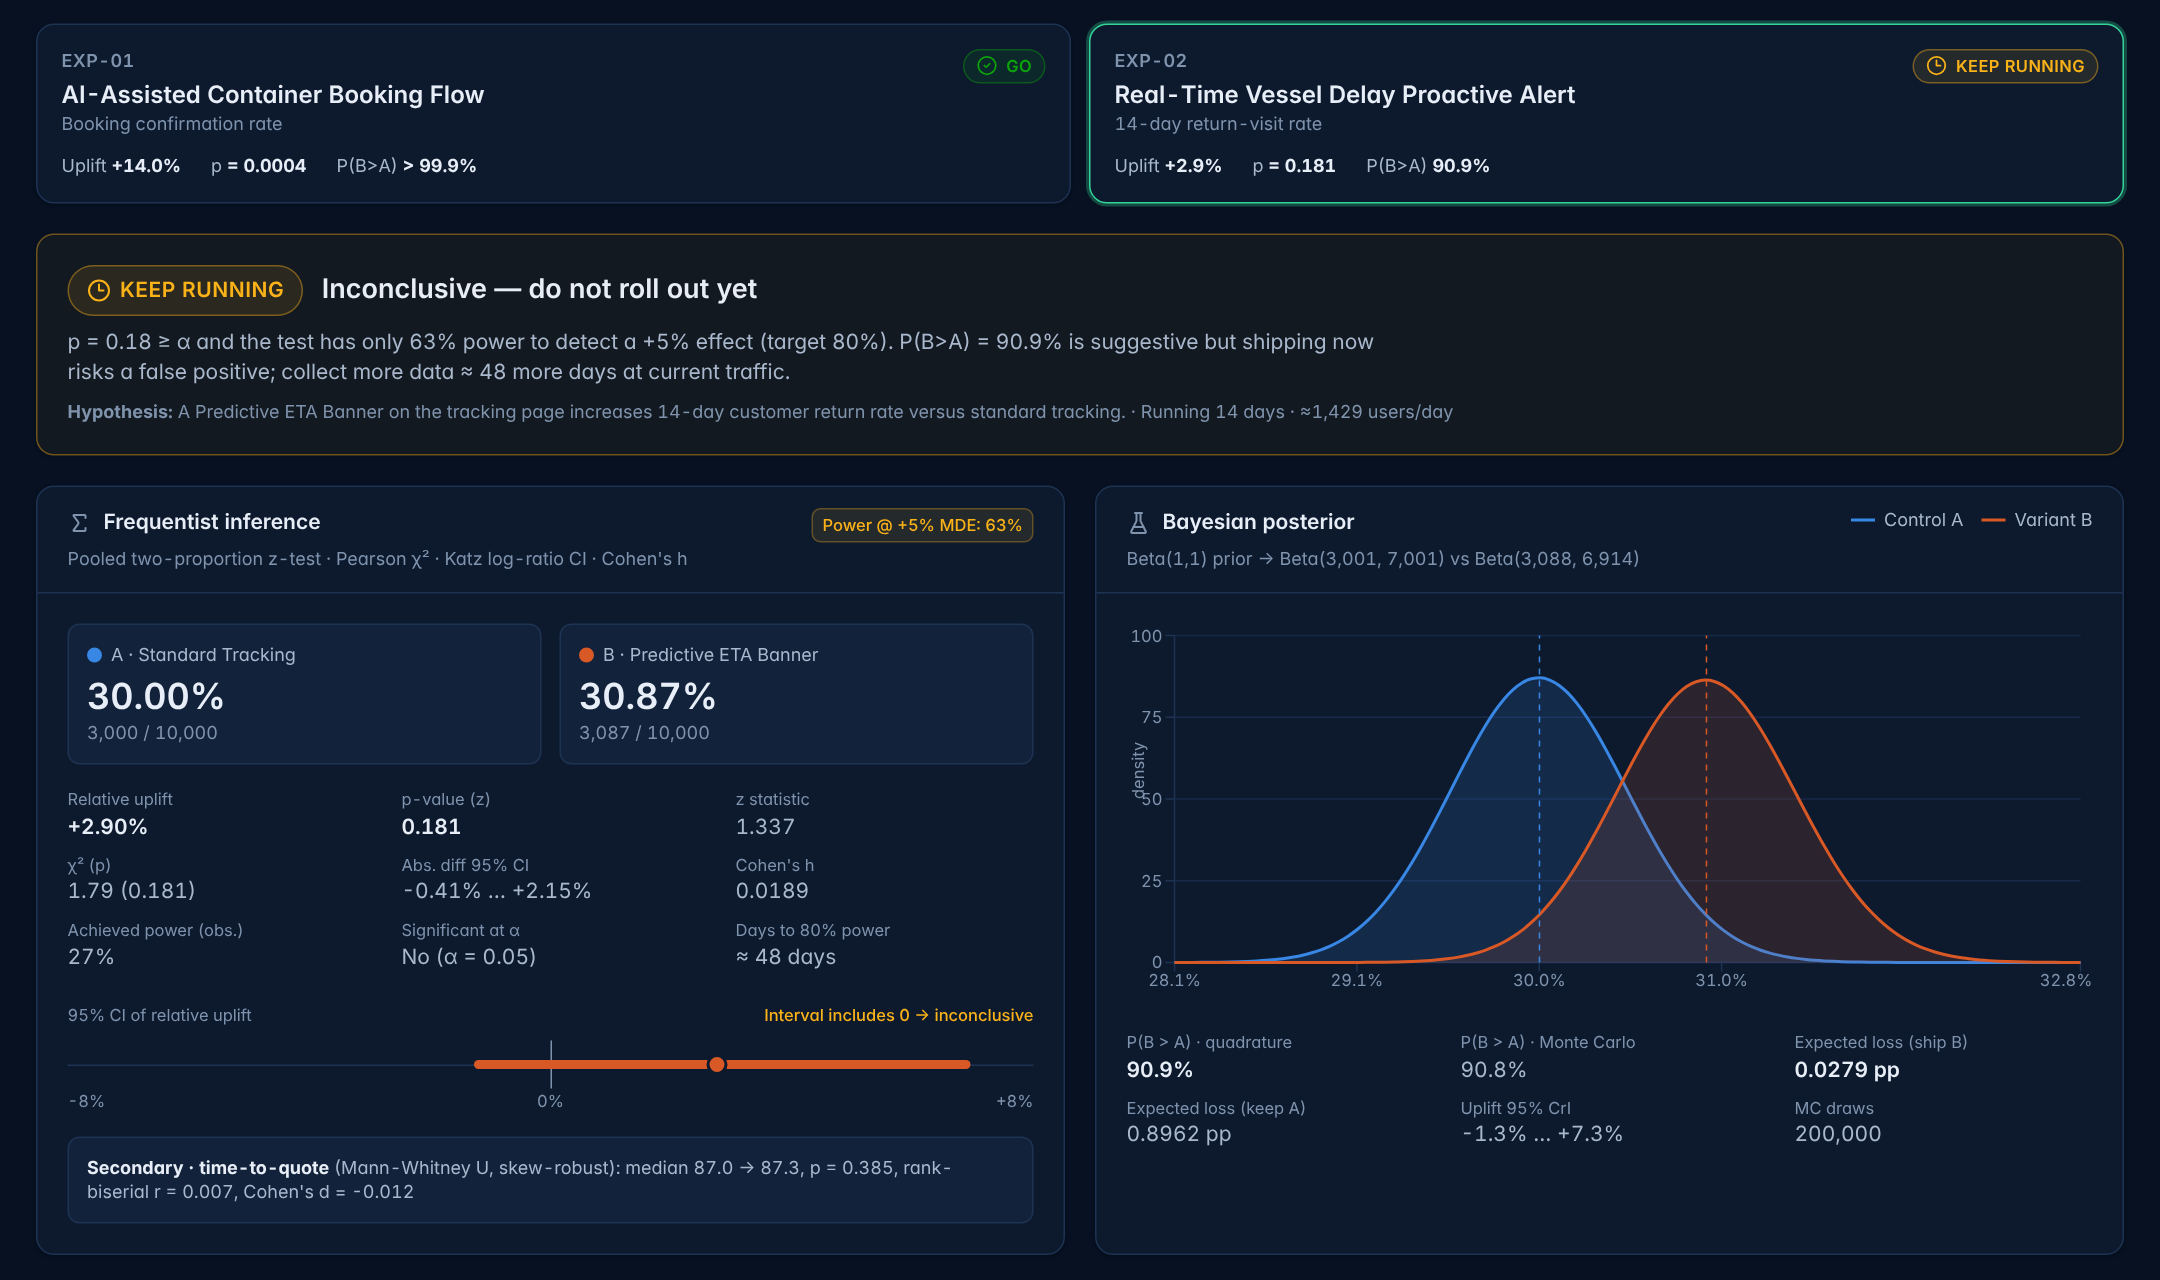 EXP-01
GO
AI-Assisted Container Booking Flow
Booking confirmation rate
Uplift +14.0% p = 0.0004 P(B>A) > 99.9%
EXP-02
KEEP RUNNING
Real-Time Vessel Delay Proactive Alert
14-day return-visit rate
Uplift +2.9% p = 0.181 P(B>A) 90.9%
KEEP RUNNING Inconclusive — do not roll out yet
p = 0.18 ≥ α and the test has only 63% power to detect a +5% effect (target 80%). P(B>A) = 90.9% is suggestive but shipping now
risks a false positive; collect more data ≈ 48 more days at current traffic.
Hypothesis: A Predictive ETA Banner on the tracking page increases 14-day customer return rate versus standard tracking. · Running 14 days · ≈1,429 users/day
Σ Frequentist inference
Power @ +5% MDE: 63%
Pooled two-proportion z-test · Pearson χ² · Katz log-ratio CI · Cohen's h
A · Standard Tracking
30.00%
3,000 / 10,000
B · Predictive ETA Banner
30.87%
3,087 / 10,000
Relative uplift p-value (z) z statistic
+2.90% 0.181 1.337
χ² (p) Abs. diff 95% CI Cohen's h
1.79 (0.181) -0.41% ... +2.15% 0.0189
Achieved power (obs.) Significant at α Days to 80% power
27% No (α = 0.05) ≈ 48 days
95% CI of relative uplift Interval includes 0 → inconclusive
-8% 0% +8%
Secondary · time-to-quote (Mann-Whitney U, skew-robust): median 87.0 → 87.3, p = 0.385, rank-
biserial r = 0.007, Cohen's d = -0.012
Bayesian posterior
Control A Variant B
Beta(1,1) prior → Beta(3,001, 7,001) vs Beta(3,088, 6,914)
100
75
density
50
25
0
28.1% 29.1% 30.0% 31.0% 32.8%
P(B > A) · quadrature P(B > A) · Monte Carlo Expected loss (ship B)
90.9% 90.8% 0.0279 pp
Expected loss (keep A) Uplift 95% CrI MC draws
0.8962 pp -1.3% ... +7.3% 200,000